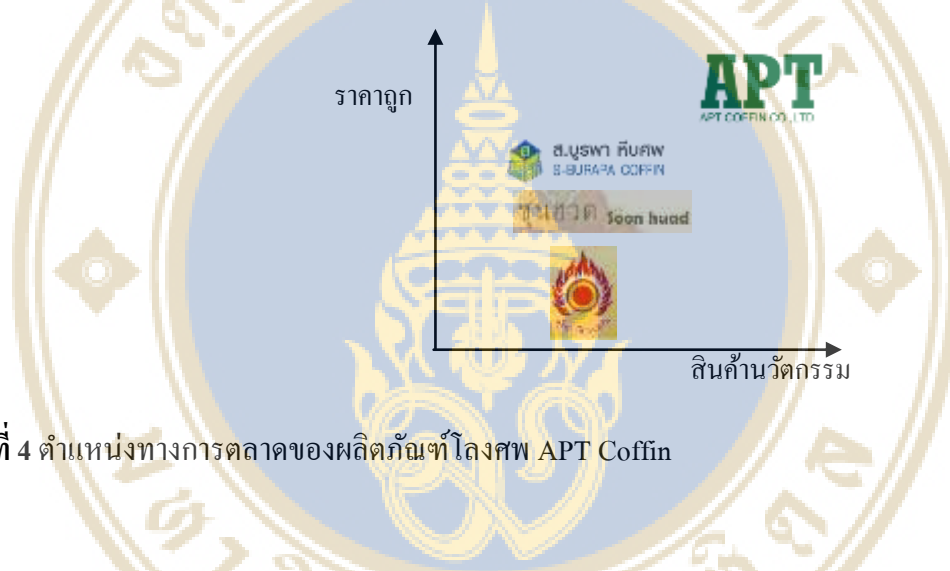 ราคาถูก
APT
APT COFFIN CO.,LTD
ส.บูรพา หีบศพ
S-BURAPA COFFIN
Soon huad
สินค้านวัตกรรม
ที่ 4 ตำแหน่งทางการตลาดของผลิตภัณฑ์โลงศพ APT Coffin